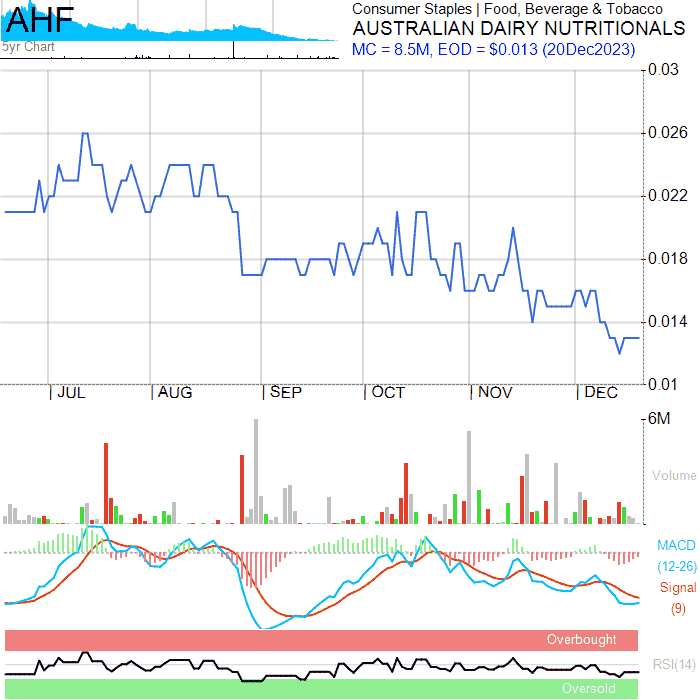 AHF
5yr Chart
Consumer Staples | Food, Beverage & Tobacco
AUSTRALIAN DAIRY NUTRITIONALS
MC = 8.5M, EOD = $0.013 (20Dec2023)
0.03
0.026
0.022
0.018
0.014
0.01
JUL AUG SEP OCT NOV DEC
6M
Volume
MACD
(12-26)
Signal
(9)
Overbought
RSI(14)
Oversold